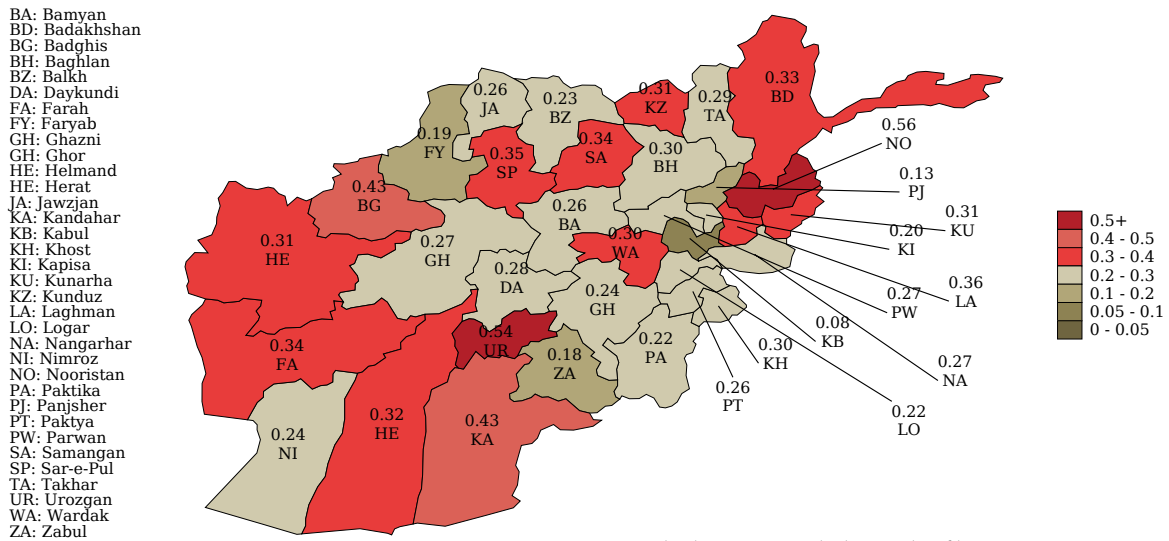 BA: Bamyan
BD: Badakhshan
BG: Badghis
BH: Baghlan
BZ: Balkh
DA: Daykundi
FA: Farah
FY: Faryab
GH: Ghazni
GH: Ghor
HE: Helmand
HE: Herat
JA: Jawzjan
KA: Kandahar
KB: Kabul
KH: Khost
KI: Kapisa
KU: Kunarha
KZ: Kunduz
LA: Laghman
LO: Logar
NA: Nangarhar
NI: Nimroz
NO: Nooristan
PA: Paktika
PJ: Panjsher
PT: Paktya
PW: Parwan
SA: Samangan
SP: Sar-e-Pul
TA: Takhar
UR: Urozgan
WA: Wardak
ZA: Zabul
0.33
BD
0.26
JA
0.23
BZ
0.31
KZ
0.29
TA
0.56
NO
0.19
FY
0.35
SP
0.34
SA
0.30
BH
0.13
PJ
0.43
BG
0.26
BA
0.31
KU
0.20
KI
0.31
HE
0.27
GH
0.30
WA
0.28
DA
0.24
GH
0.36
LA
0.27
PW
0.08
KB
0.54
UR
0.34
FA
0.18
ZA
0.22
PA
0.30
KH
0.27
NA
0.26
PT
0.22
LO
0.32
HE
0.43
KA
0.24
NI
0.5+
0.4 - 0.5
0.3 - 0.4
0.2 - 0.3
0.1 - 0.2
0.05 - 0.1
0 - 0.05